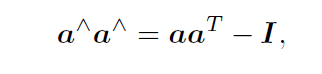 a^∧ a^∧ = aa^T − I,